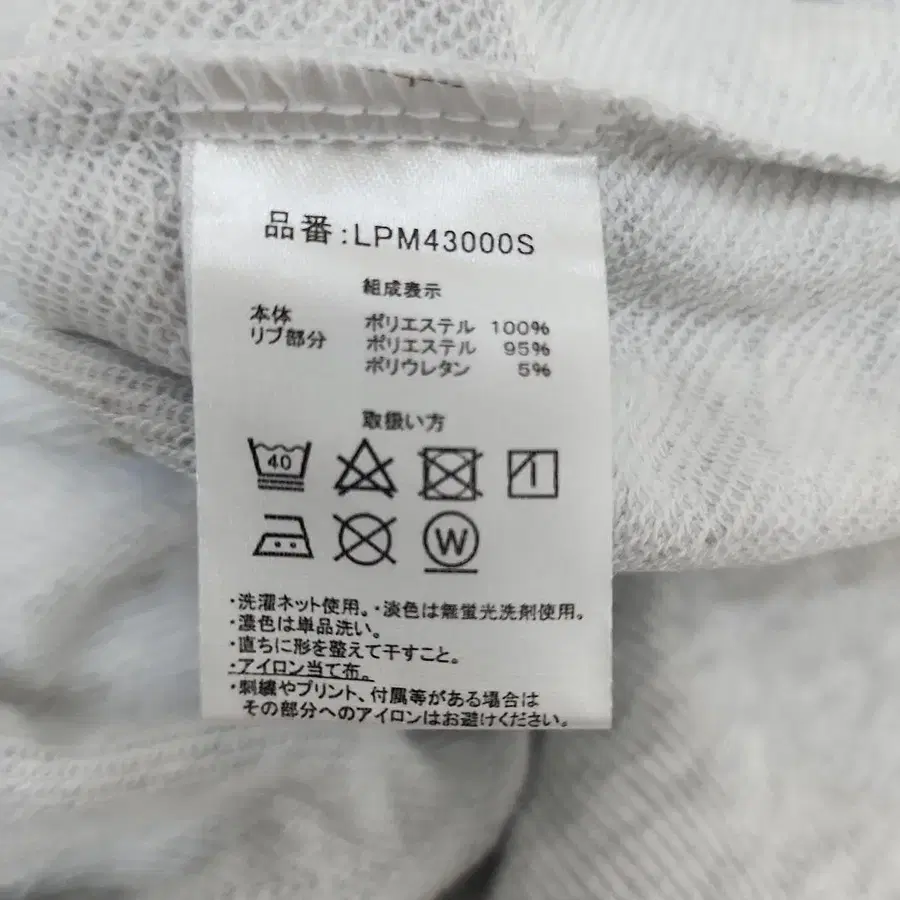 品番:LPM43000S
組成表示
本体 ポリエステル 100%
リブ部分 ポリエステル 95%
ポリウレタン 5%
取扱い方
40
W
・洗濯ネット使用。・淡色は無蛍光洗剤使用。
・濃色は単品洗い。
・直ちに形を整えて干すこと。
・アイロン当て布。
・刺繍やプリント、付属等がある場合は
その部分へのアイロンはお避けください。